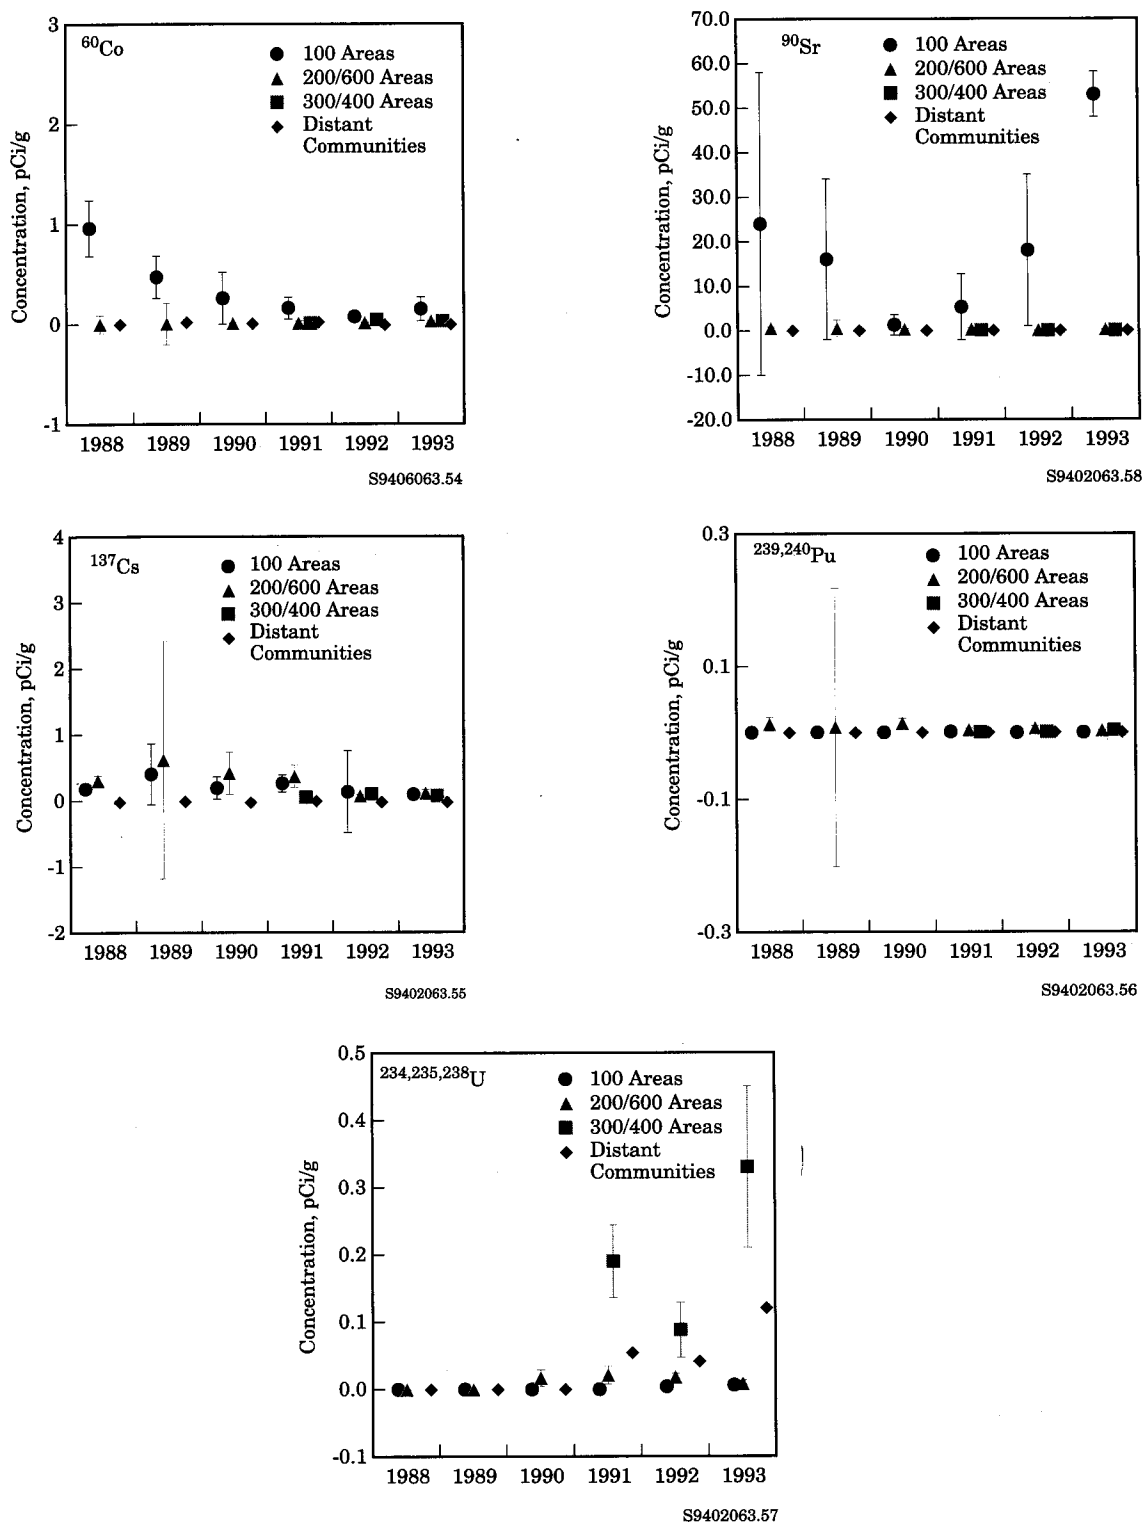 ⁶⁰Co
100 Areas
200/600 Areas
300/400 Areas
Distant
Communities
Concentration, pCi/g
3
2
1
0
-1
1988 1989 1990 1991 1992 1993
S9406063.54
⁹⁰Sr
100 Areas
200/600 Areas
300/400 Areas
Distant
Communities
Concentration, pCi/g
70.0
60.0
50.0
40.0
30.0
20.0
10.0
0.0
-10.0
-20.0
1988 1989 1990 1991 1992 1993
S9402063.58
¹³⁷Cs
100 Areas
200/600 Areas
300/400 Areas
Distant
Communities
Concentration, pCi/g
4
3
2
1
0
-1
-2
1988 1989 1990 1991 1992 1993
S9402063.55
²³⁹,²⁴⁰Pu
100 Areas
200/600 Areas
300/400 Areas
Distant
Communities
Concentration, pCi/g
0.3
0.1
-0.1
-0.3
1988 1989 1990 1991 1992 1993
S9402063.56
²³⁴,²³⁵,²³⁸U
100 Areas
200/600 Areas
300/400 Areas
Distant
Communities
Concentration, pCi/g
0.5
0.4
0.3
0.2
0.1
0.0
-0.1
1988 1989 1990 1991 1992 1993
S9402063.57